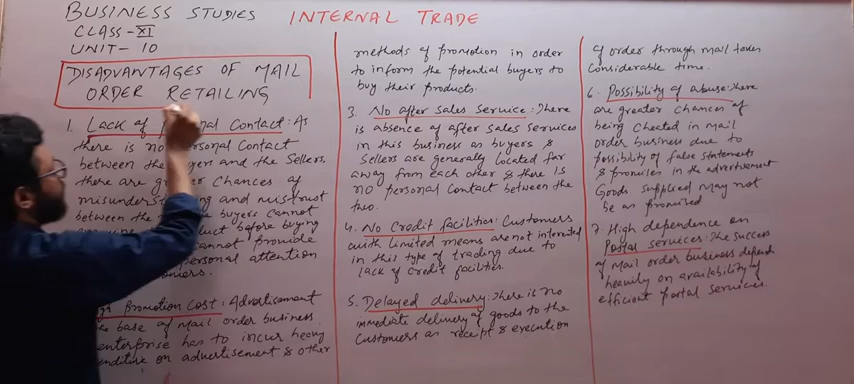 BUSINESS STUDIES
INTERNAL TRADE
CLASS-XI
UNIT-10
DISADVANTAGES OF MAIL
ORDER RETAILING
1. Lack of Contact: As
there is no personal Contact
between the and the Sellers,
there are Chances of
misunderstanding and mistrust
between the buyers cannot
before buying
cannot provide
personal attention
Promotion Cost: Advertisement
base of Mail order business
enterprise has to incur heavy
on advertisement & other
methods of promotion in order
to inform the potential buyers to
buy their products.
3. No after sales service: There
is absence of after sales services
in this business as buyers &
Sellers are generally located far
away from each other & there is
no personal contact between the
two.
4. No Credit facilities: Customers
with limited means are not interested
in this type of trading due to
lack of credit facilities.
5. Delayed delivery: There is no
immediate delivery of goods to the
Customers as receipt & execution
of order through mail taken
Considerable time.
6. Possibility of abuse: There
are greater chances of
being cheated in mail
order business due to
possibility of false statements
& promises in the advertisement
Goods supplied may not
be as promised
7. High dependence on
Postal services: The success
of Mail order business depend
heavily on availability of
efficient postal services.